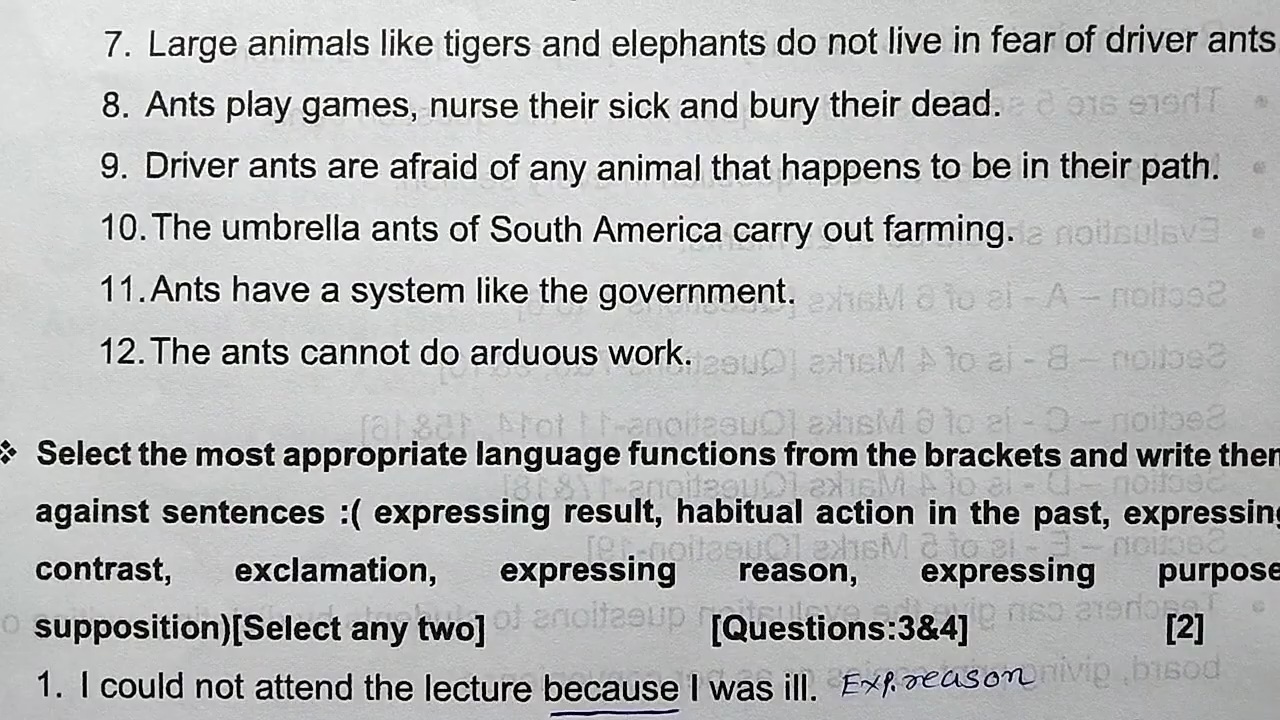 7. Large animals like tigers and elephants do not live in fear of driver ants
8. Ants play games, nurse their sick and bury their dead.
9. Driver ants are afraid of any animal that happens to be in their path.
10. The umbrella ants of South America carry out farming.
11. Ants have a system like the government.
12. The ants cannot do arduous work.
❖ Select the most appropriate language functions from the brackets and write
against sentences :( expressing result, habitual action in the past,
contrast, exclamation, expressing reason, expressing purpose
supposition)[Select any two] [Questions:3&4] [2]
1. I could not attend the lecture because I was ill. Exp. reason